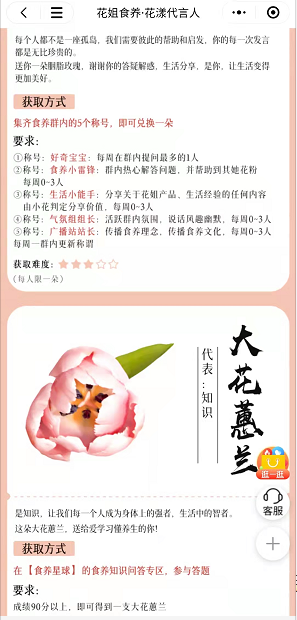 花姐食养·花漾代言人
每个人都不是一座孤岛，我们需要彼此的帮助和启发，你的每一次发言
都是无比珍贵的。
送你一朵胭脂玫瑰，谢谢你的答疑解惑，生活分享，是你，让生活变得
更加美好。
获取方式
集齐食养群内的5个称号，即可兑换一朵
要求：
①称号：好奇宝宝：每周在群内提问最多的1人
②称号：食养小雷锋：群内热心解答问题，并帮助到其她花粉
每周0~3人
③称号：生活小能手：分享关于花姐产品，生活经验的任何内容
由小花判定分享价值，每周0~3人
④称号：气氛组组长：活跃群内氛围，说话风趣幽默，每周0~3人
⑤称号：广播站站长：传播食养理念，传播食养文化，每周0~3人
每周一群内更新称谓
获取难度：★★☆☆☆
（每人限一朵）
大花蕙兰
代表：知识
逛一逛
客服
是知识，让我们每一个人成为身体上的强者，生活中的智者。
这朵大花蕙兰，送给爱学习懂养生的你！
获取方式
在【食养星球】的食养知识问答专区，参与答题
要求：
成绩90分以上，即可得到一支大花蕙兰